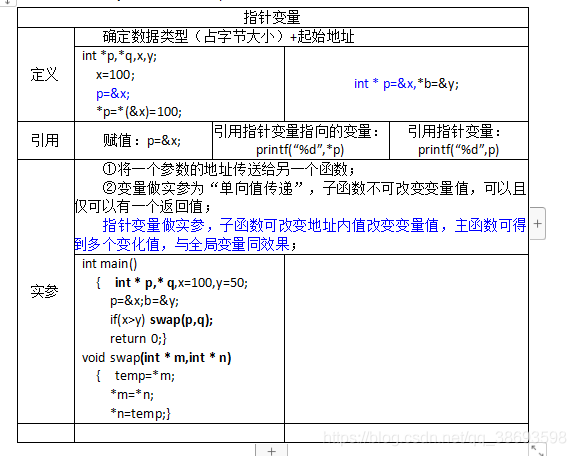 指针变量
确定数据类型（占字节大小）+起始地址
定义
int *p,*q,x,y;
x=100;
p=&x;
*p=*(&x)=100;
int * p=&x,*b=&y;
引用
赋值：p=&x;
引用指针变量指向的变量：
printf(“%d”,*p)
引用指针变量：
printf(“%d”,p)
实参
①将一个参数的地址传送给另一个函数；
②变量做实参为“单向值传递”，子函数不可改变变量值，可以且
仅可以有一个返回值；
指针变量做实参，子函数可改变地址内值改变变量值，主函数可得
到多个变化值，与全局变量同效果；
int main()
{ int * p,* q,x=100,y=50;
p=&x;b=&y;
if(x>y) swap(p,q);
return 0;}
void swap(int * m,int * n)
{ temp=*m;
*m=*n;
*n=temp;}
https://blog.csdn.net/qq_38693598